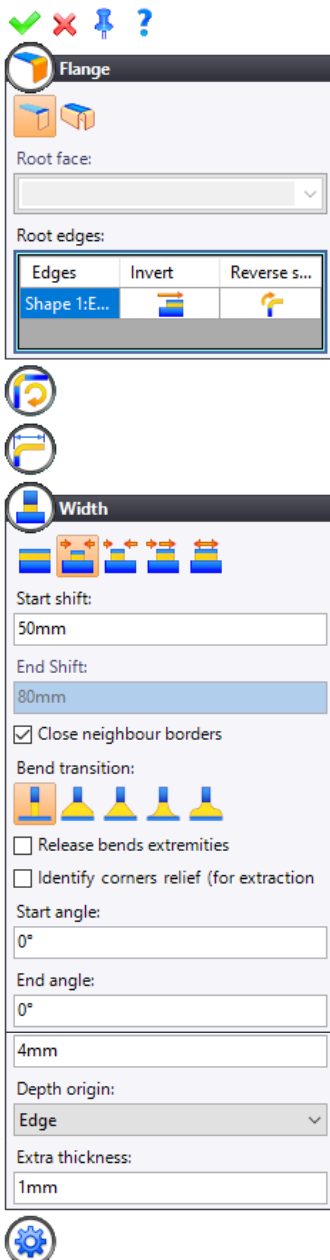 ?
Flange
Root face:
Root edges:
Edges Invert Reverse s...
Shape 1:E...
Width
Start shift:
50mm
End Shift:
80mm
Close neighbour borders
Bend transition:
Release bends extremities
Identify corners relief (for extraction
Start angle:
0°
End angle:
0°
4mm
Depth origin:
Edge
Extra thickness:
1mm